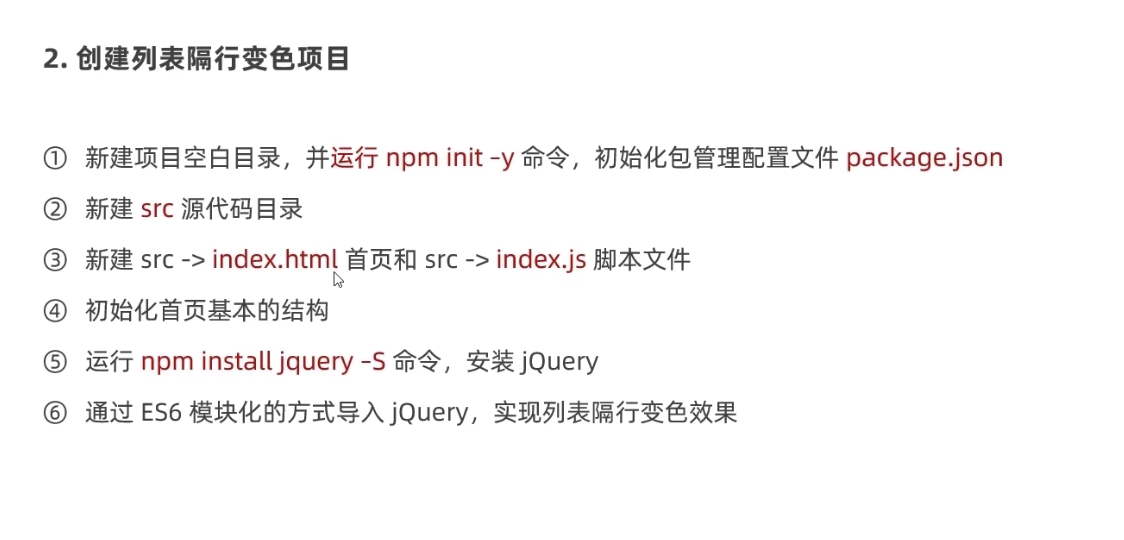 2. 创建列表隔行变色项目
① 新建项目空白目录，并运行 npm init –y 命令，初始化包管理配置文件 package.json
② 新建 src 源代码目录
③ 新建 src -> index.html 首页和 src -> index.js 脚本文件
④ 初始化首页基本的结构
⑤ 运行 npm install jquery –S 命令，安装 jQuery
⑥ 通过 ES6 模块化的方式导入 jQuery，实现列表隔行变色效果